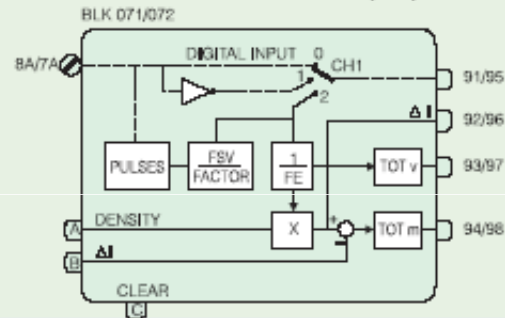 BLK 071/072
DIGITAL INPUT 0
8A/7A
CH1
1
91/95
2
ΔI
92/96
PULSES
FSV
FACTOR
1
FE
TOT v
93/97
A DENSITY
X
+
-
TOT m
94/98
B ΔI
CLEAR
C